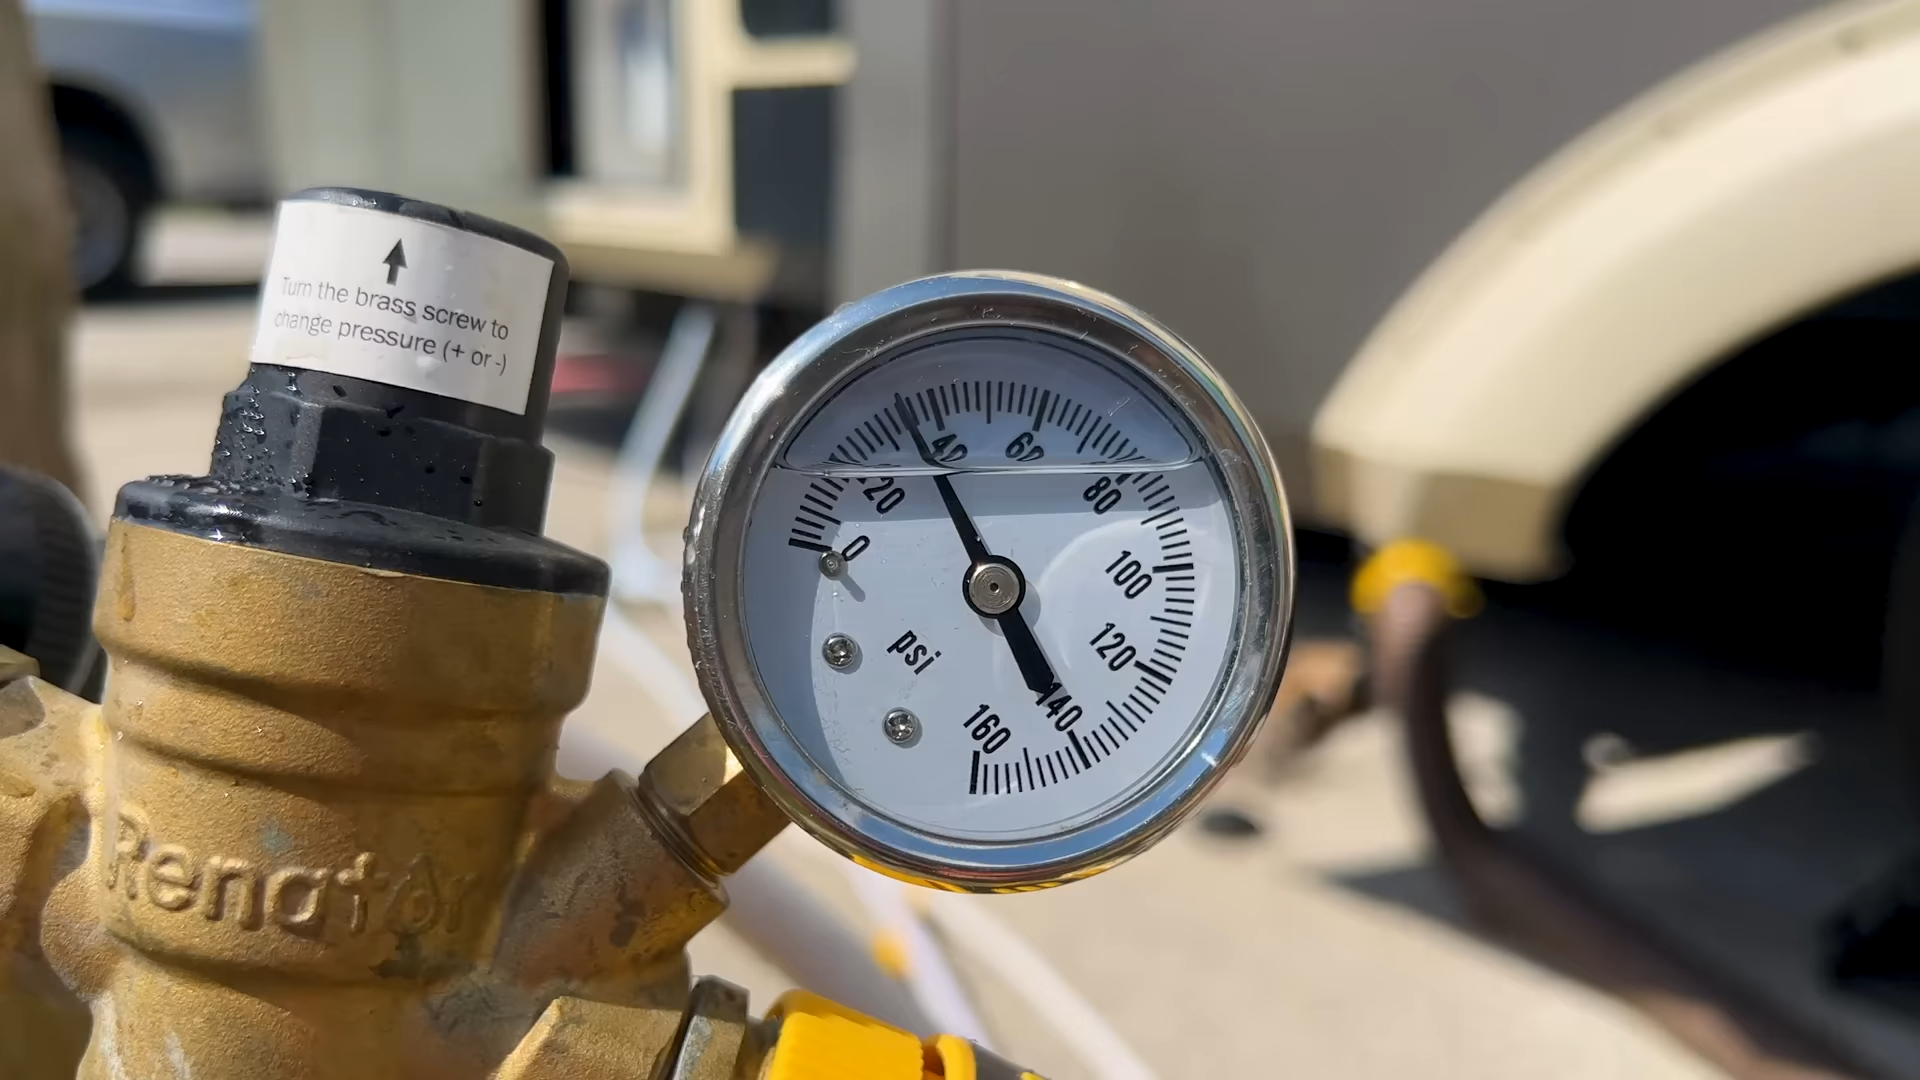 Turn the brass screw to
change pressure (+ or -)
0
20
40
60
80
100
120
140
160
psi
Renator